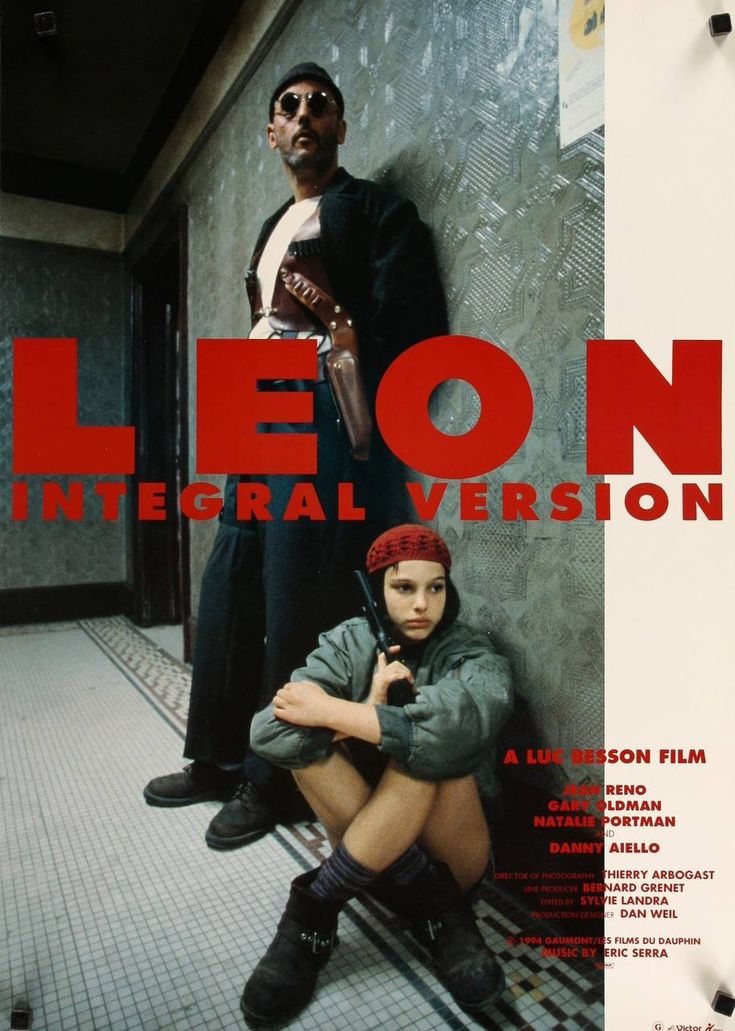 LEON
INTEGRAL VERSION
A LUC BESSON FILM
JEAN RENO
GARY OLDMAN
NATALIE PORTMAN
AND
DANNY AIELLO
DIRECTOR OF PHOTOGRAPHY THIERRY ARBOGAST
LINE PRODUCER BERNARD GRENET
EDITED BY SYLVIE LANDRA
PRODUCTION DESIGNER DAN WEIL
© 1994 GAUMONT/LES FILMS DU DAUPHIN
MUSIC BY ERIC SERRA
G Victor